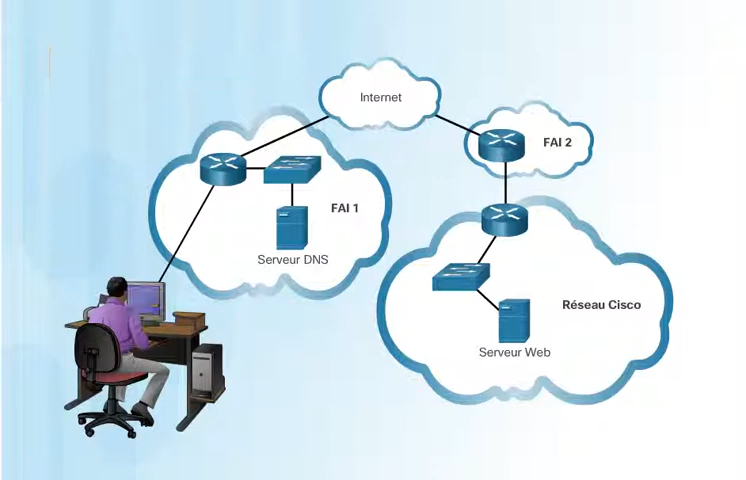 Internet
FAI 2
FAI 1
Serveur DNS
Réseau Cisco
Serveur Web